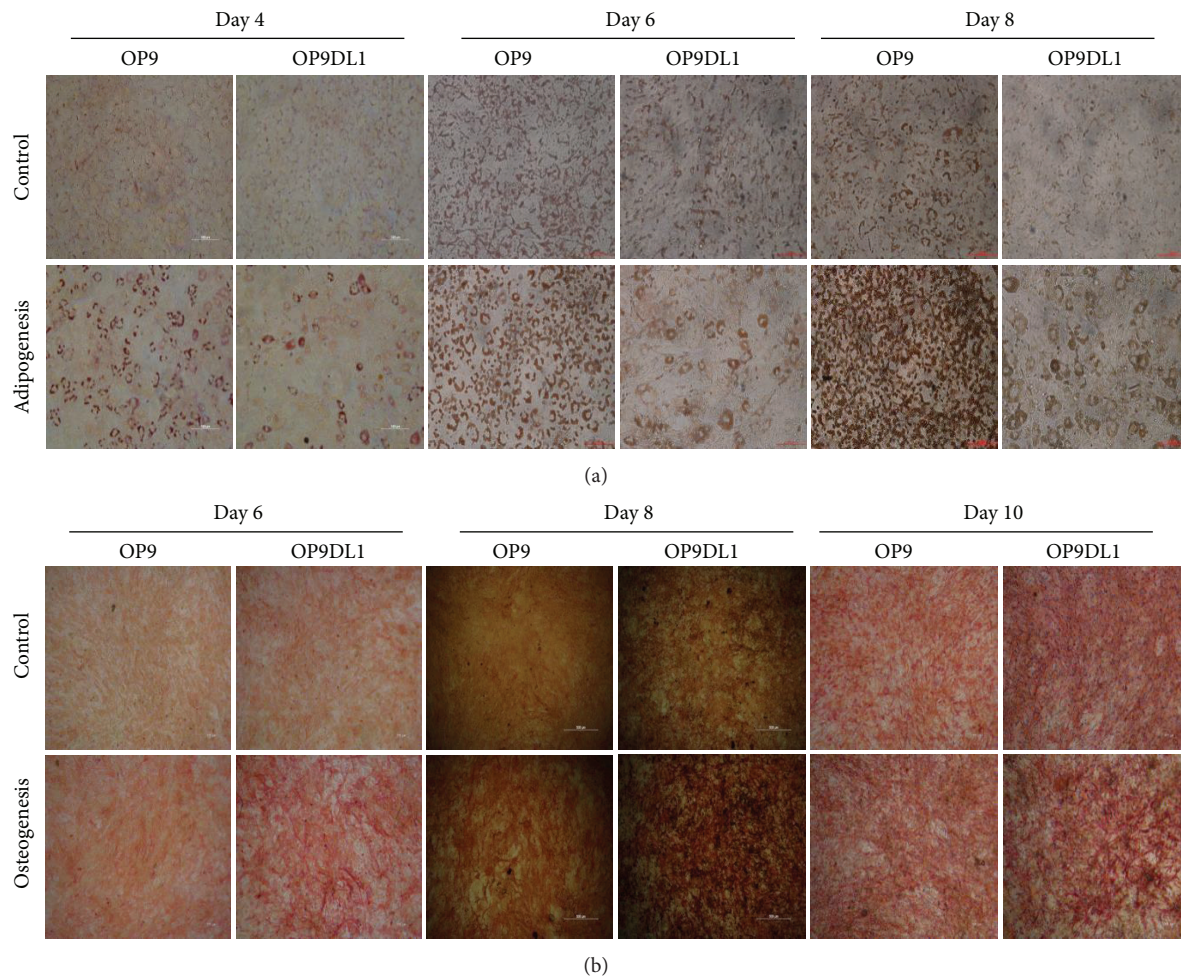 Day 4 Day 6 Day 8
OP9 OP9DL1 OP9 OP9DL1 OP9 OP9DL1
Control
Adipogenesis
(a)
Day 6 Day 8 Day 10
OP9 OP9DL1 OP9 OP9DL1 OP9 OP9DL1
Control
Osteogenesis
(b)